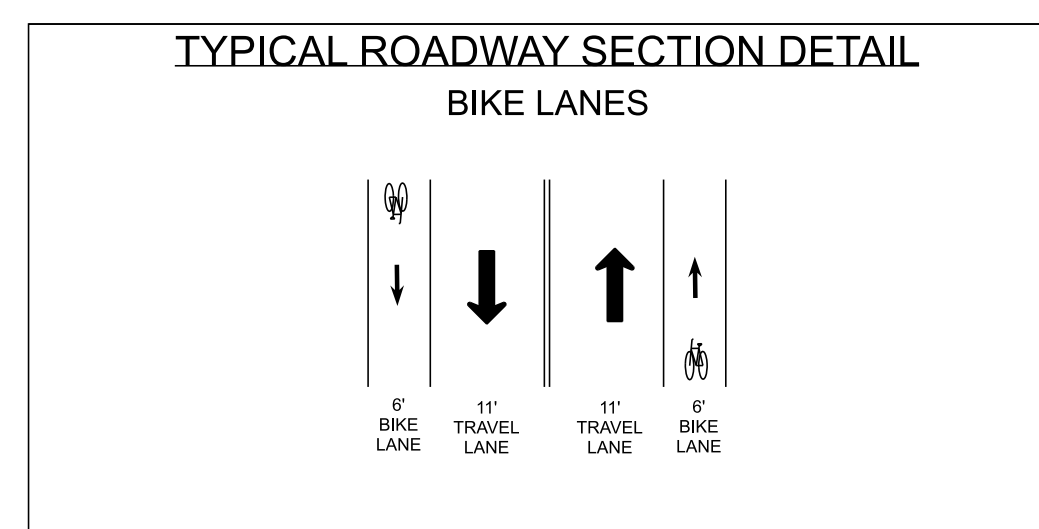 TYPICAL ROADWAY SECTION DETAIL
BIKE LANES
6'
BIKE
LANE
11'
TRAVEL
LANE
11'
TRAVEL
LANE
6'
BIKE
LANE